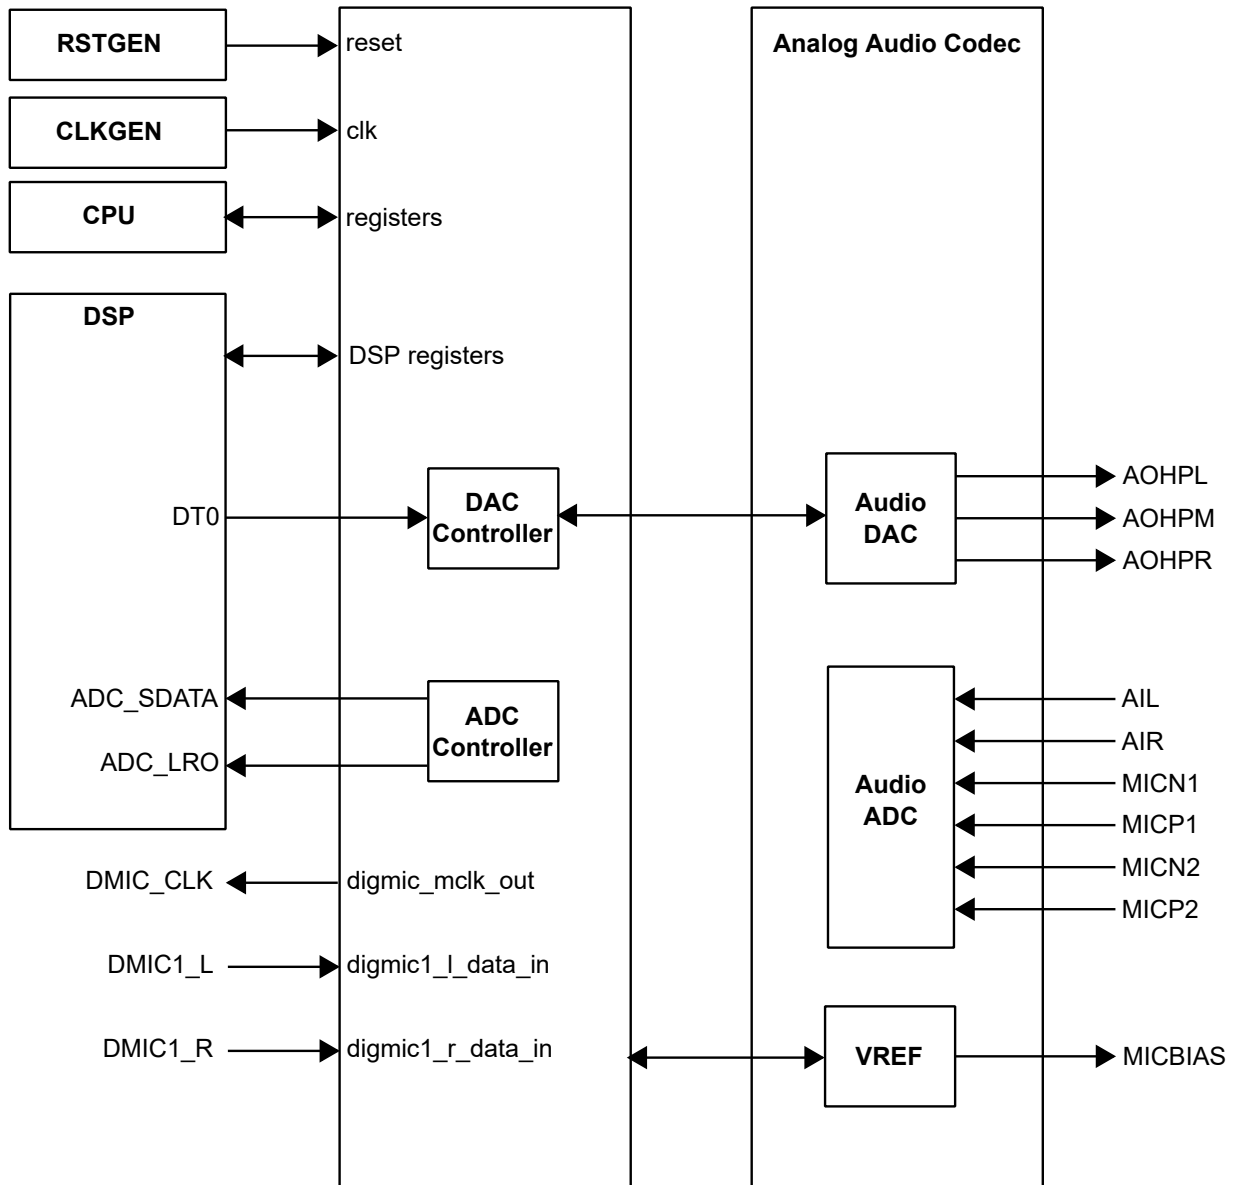 RSTGEN
reset
Analog Audio Codec
CLKGEN
clk
CPU
registers
DSP
DSP registers
DT0
DAC
Controller
Audio
DAC
AOHPL
AOHPM
AOHPR
ADC_SDATA
ADC_LRO
ADC
Controller
Audio
ADC
AIL
AIR
MICN1
MICP1
MICN2
MICP2
DMIC_CLK
digmic_mclk_out
DMIC1_L
digmic1_l_data_in
DMIC1_R
digmic1_r_data_in
VREF
MICBIAS